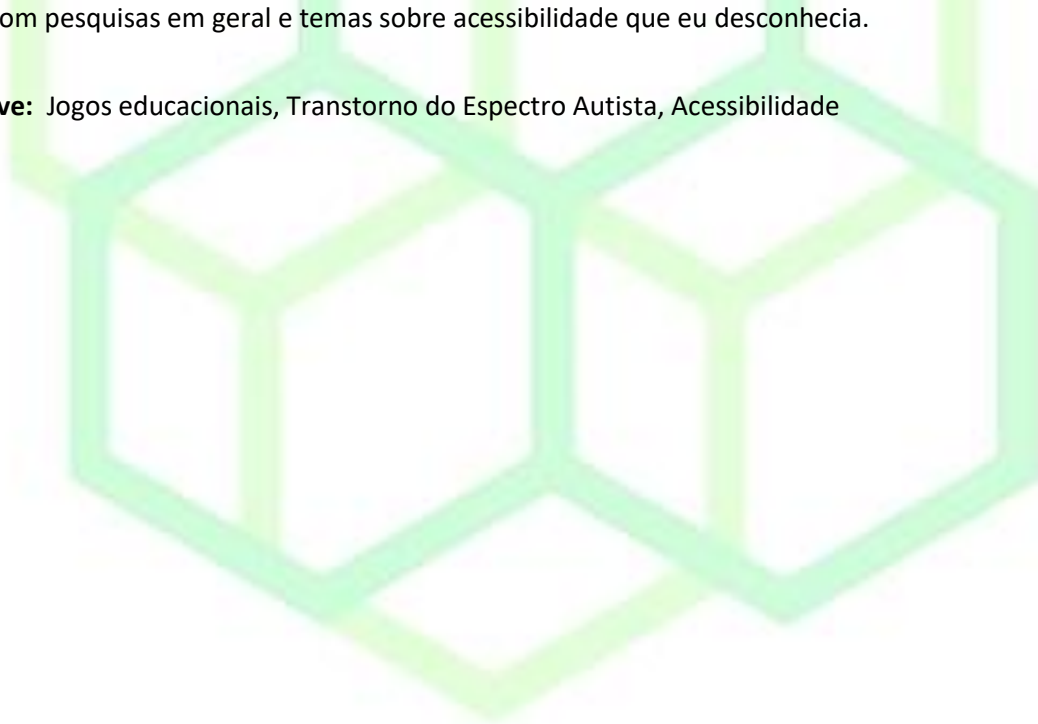 om pesquisas em geral e temas sobre acessibilidade que eu desconhecia.
ve: Jogos educacionais, Transtorno do Espectro Autista, Acessibilidade